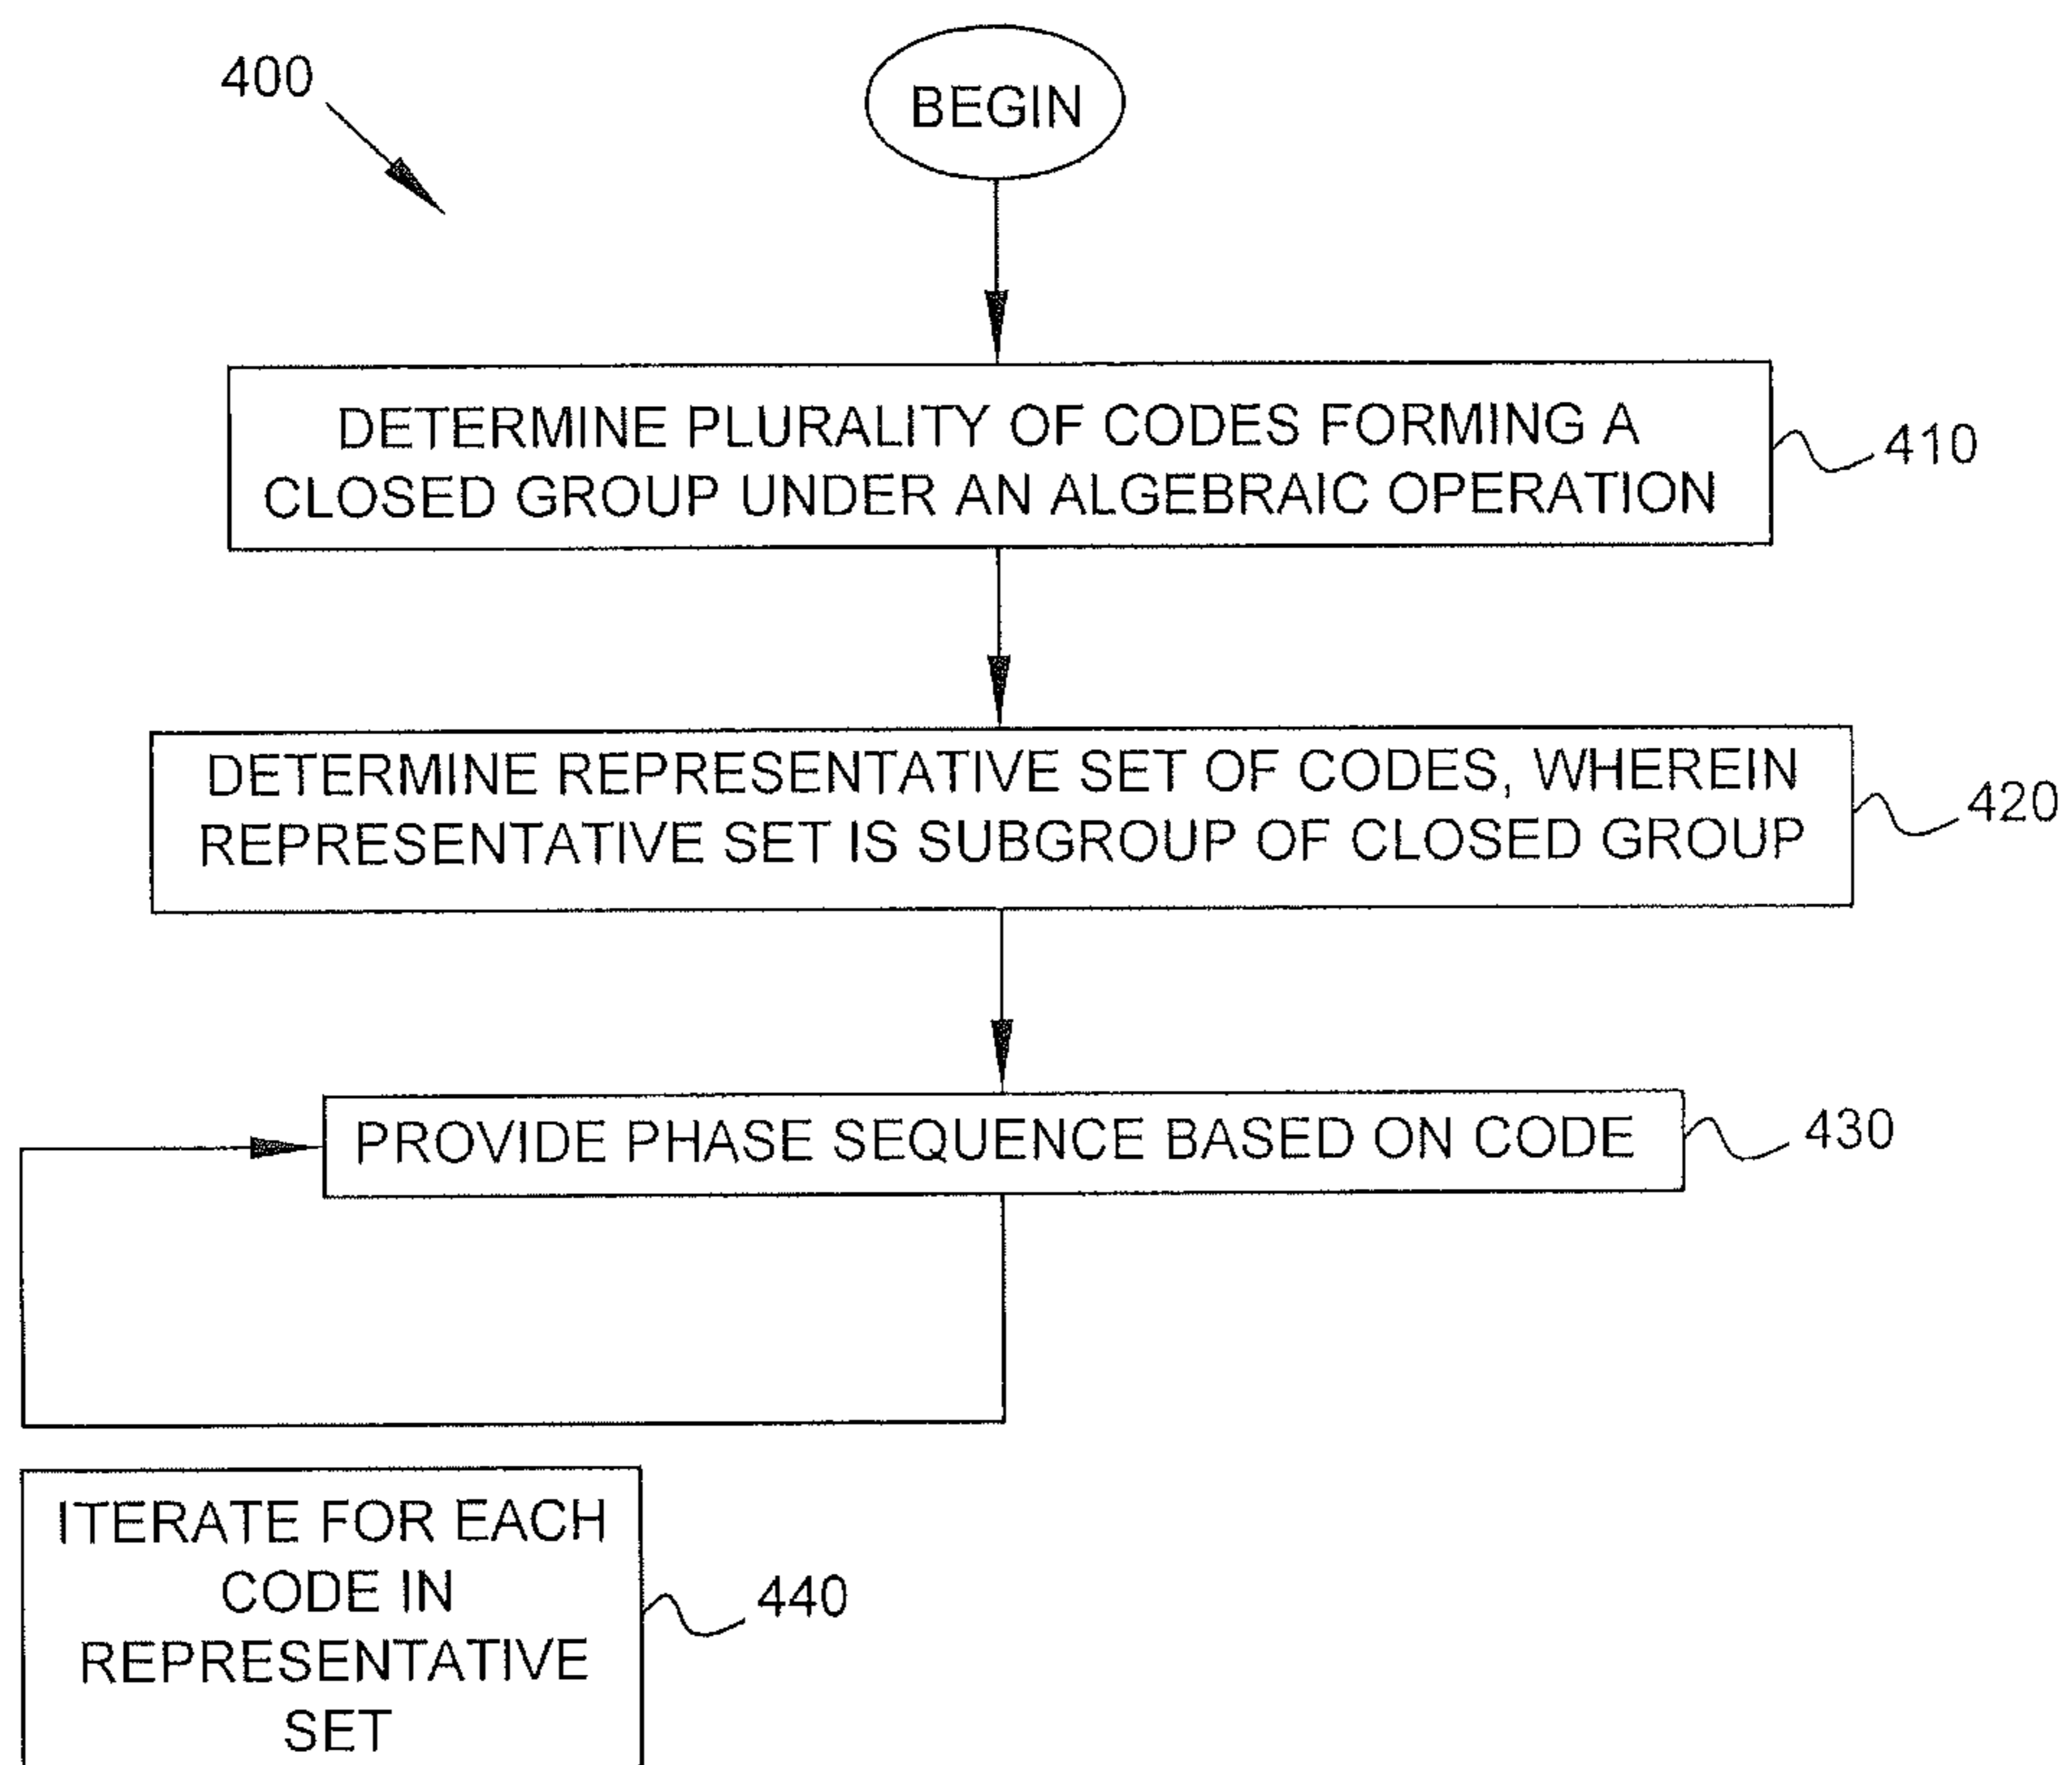 400
BEGIN
DETERMINE PLURALITY OF CODES FORMING A
CLOSED GROUP UNDER AN ALGEBRAIC OPERATION
410
DETERMINE REPRESENTATIVE SET OF CODES, WHEREIN
REPRESENTATIVE SET IS SUBGROUP OF CLOSED GROUP
420
PROVIDE PHASE SEQUENCE BASED ON CODE
430
ITERATE FOR EACH
CODE IN
REPRESENTATIVE
SET
440